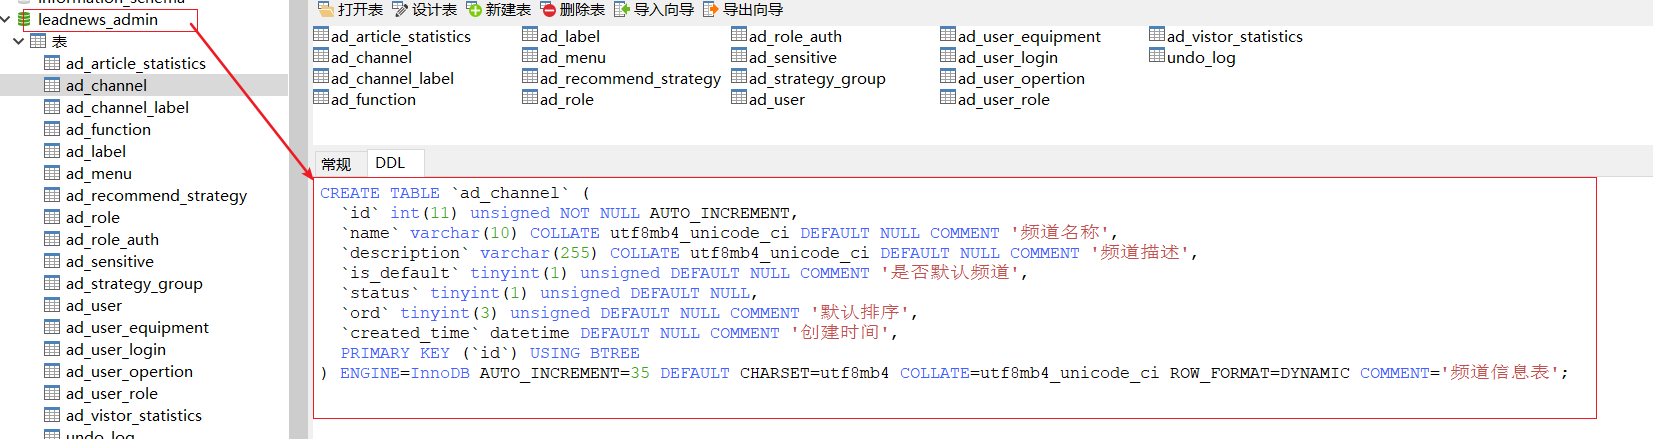 information_schema
leadnews_admin
表
ad_article_statistics
ad_channel
ad_channel_label
ad_function
ad_label
ad_menu
ad_recommend_strategy
ad_role
ad_role_auth
ad_sensitive
ad_strategy_group
ad_user
ad_user_equipment
ad_user_login
ad_user_opertion
ad_user_role
ad_vistor_statistics
undo_log
打开表 设计表 新建表 删除表 导入向导 导出向导
ad_article_statistics ad_label ad_role_auth ad_user_equipment ad_vistor_statistics
ad_channel ad_menu ad_sensitive ad_user_login undo_log
ad_channel_label ad_recommend_strategy ad_strategy_group ad_user_opertion
ad_function ad_role ad_user ad_user_role
常规 DDL
CREATE TABLE `ad_channel` (
`id` int(11) unsigned NOT NULL AUTO_INCREMENT,
`name` varchar(10) COLLATE utf8mb4_unicode_ci DEFAULT NULL COMMENT '频道名称',
`description` varchar(255) COLLATE utf8mb4_unicode_ci DEFAULT NULL COMMENT '频道描述',
`is_default` tinyint(1) unsigned DEFAULT NULL COMMENT '是否默认频道',
`status` tinyint(1) unsigned DEFAULT NULL,
`ord` tinyint(3) unsigned DEFAULT NULL COMMENT '默认排序',
`created_time` datetime DEFAULT NULL COMMENT '创建时间',
PRIMARY KEY (`id`) USING BTREE
) ENGINE=InnoDB AUTO_INCREMENT=35 DEFAULT CHARSET=utf8mb4 COLLATE=utf8mb4_unicode_ci ROW_FORMAT=DYNAMIC COMMENT='频道信息表';